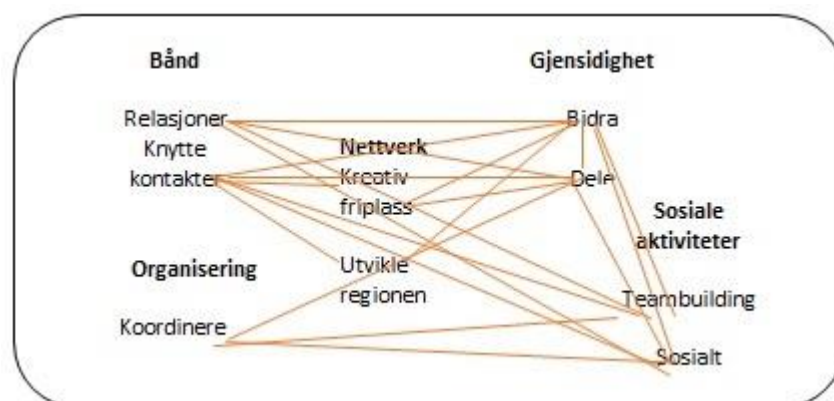 Bånd
Gjensidighet
Relasjoner
Bidra
Knytte
kontakter
Nettverk
Kreativ
friplass
Dele
Sosiale
aktiviteter
Organisering
Utvikle
regionen
Teambuilding
Koordinere
Sosialt